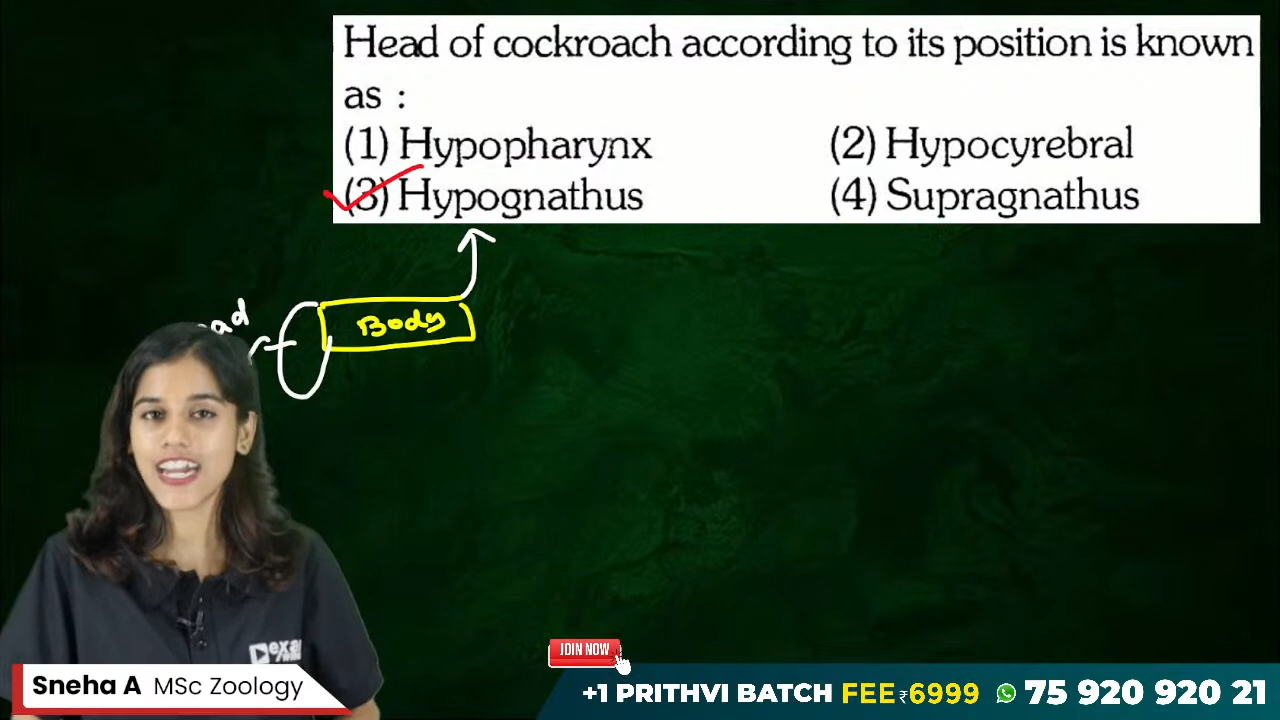 Head of cockroach according to its position is known
as :
(1) Hypopharynx (2) Hypocyrebral
(3) Hypognathus (4) Supragnathus
Body
JOIN NOW
Sneha A MSc Zoology
+1 PRITHVI BATCH FEE ₹6999 75 920 920 21